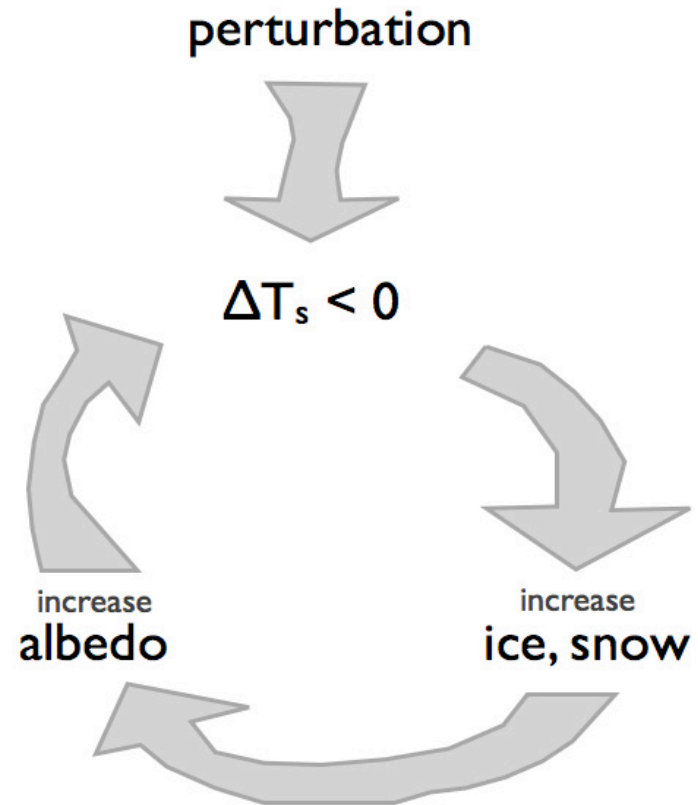 perturbation
ΔTₛ < 0
increase
albedo
increase
ice, snow